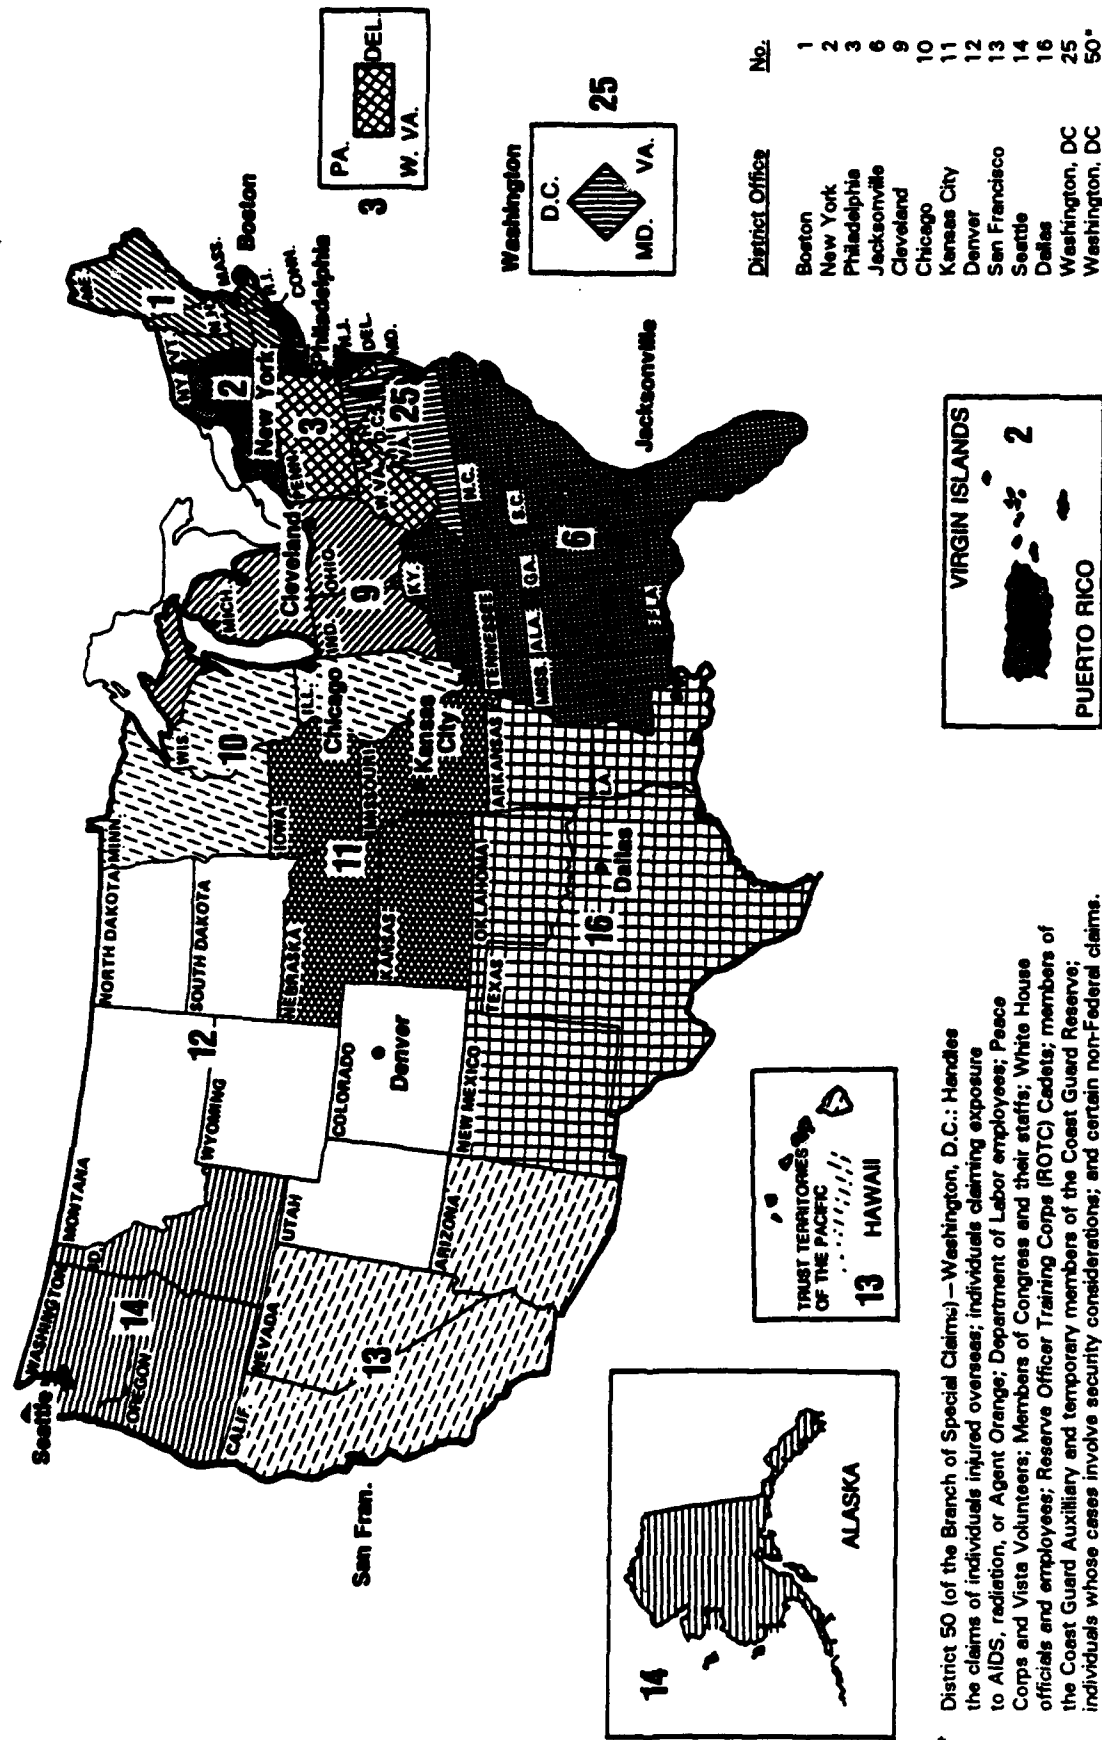 Seattle
WASHINGTON
MONTANA
NORTH DAKOTA
MINN.
ME.
VT.
N.H.
1
MASS.
Boston
R.I.
CONN.
14
OREGON
ID.
12
SOUTH DAKOTA
WIS.
10
MICH.
N.Y.
2
New York
Philadelphia
N.J.
DEL.
MD.
WYOMING
NEBRASKA
IOWA
11
ILL.
Chicago
IND.
OHIO
Cleveland
9
PENN.
3
W. VA.
D.C.
VA.
25
CALIF.
NEVADA
UTAH
COLORADO
Denver
KANSAS
MISSOURI
Kansas
City
KY.
San Fran.
13
ARIZONA
NEW MEXICO
TEXAS
OKLAHOMA
ARKANSAS
TENNESSEE
N.C.
S.C.
MISS.
ALA.
GA.
6
16
Dallas
LA.
FLA.
Jacksonville
3
PA.
DEL.
W. VA.
Washington
D.C.
MD.
VA.
25
14
ALASKA
TRUST TERRITORIES
OF THE PACIFIC
13
HAWAII
VIRGIN ISLANDS
2
PUERTO RICO
District Office No.
Boston 1
New York 2
Philadelphia 3
Jacksonville 6
Cleveland 9
Chicago 10
Kansas City 11
Denver 12
San Francisco 13
Seattle 14
Dallas 16
Washington, DC 25
Washington, DC 50*
* District 50 (of the Branch of Special Claims)—Washington, D.C.: Handles
the claims of individuals injured overseas; individuals claiming exposure
to AIDS, radiation, or Agent Orange; Department of Labor employees; Peace
Corps and Vista Volunteers; Members of Congress and their staffs; White House
officials and employees; Reserve Officer Training Corps (ROTC) Cadets; members of
the Coast Guard Auxilliary and temporary members of the Coast Guard Reserve;
individuals whose cases involve security considerations; and certain non-Federal claims.